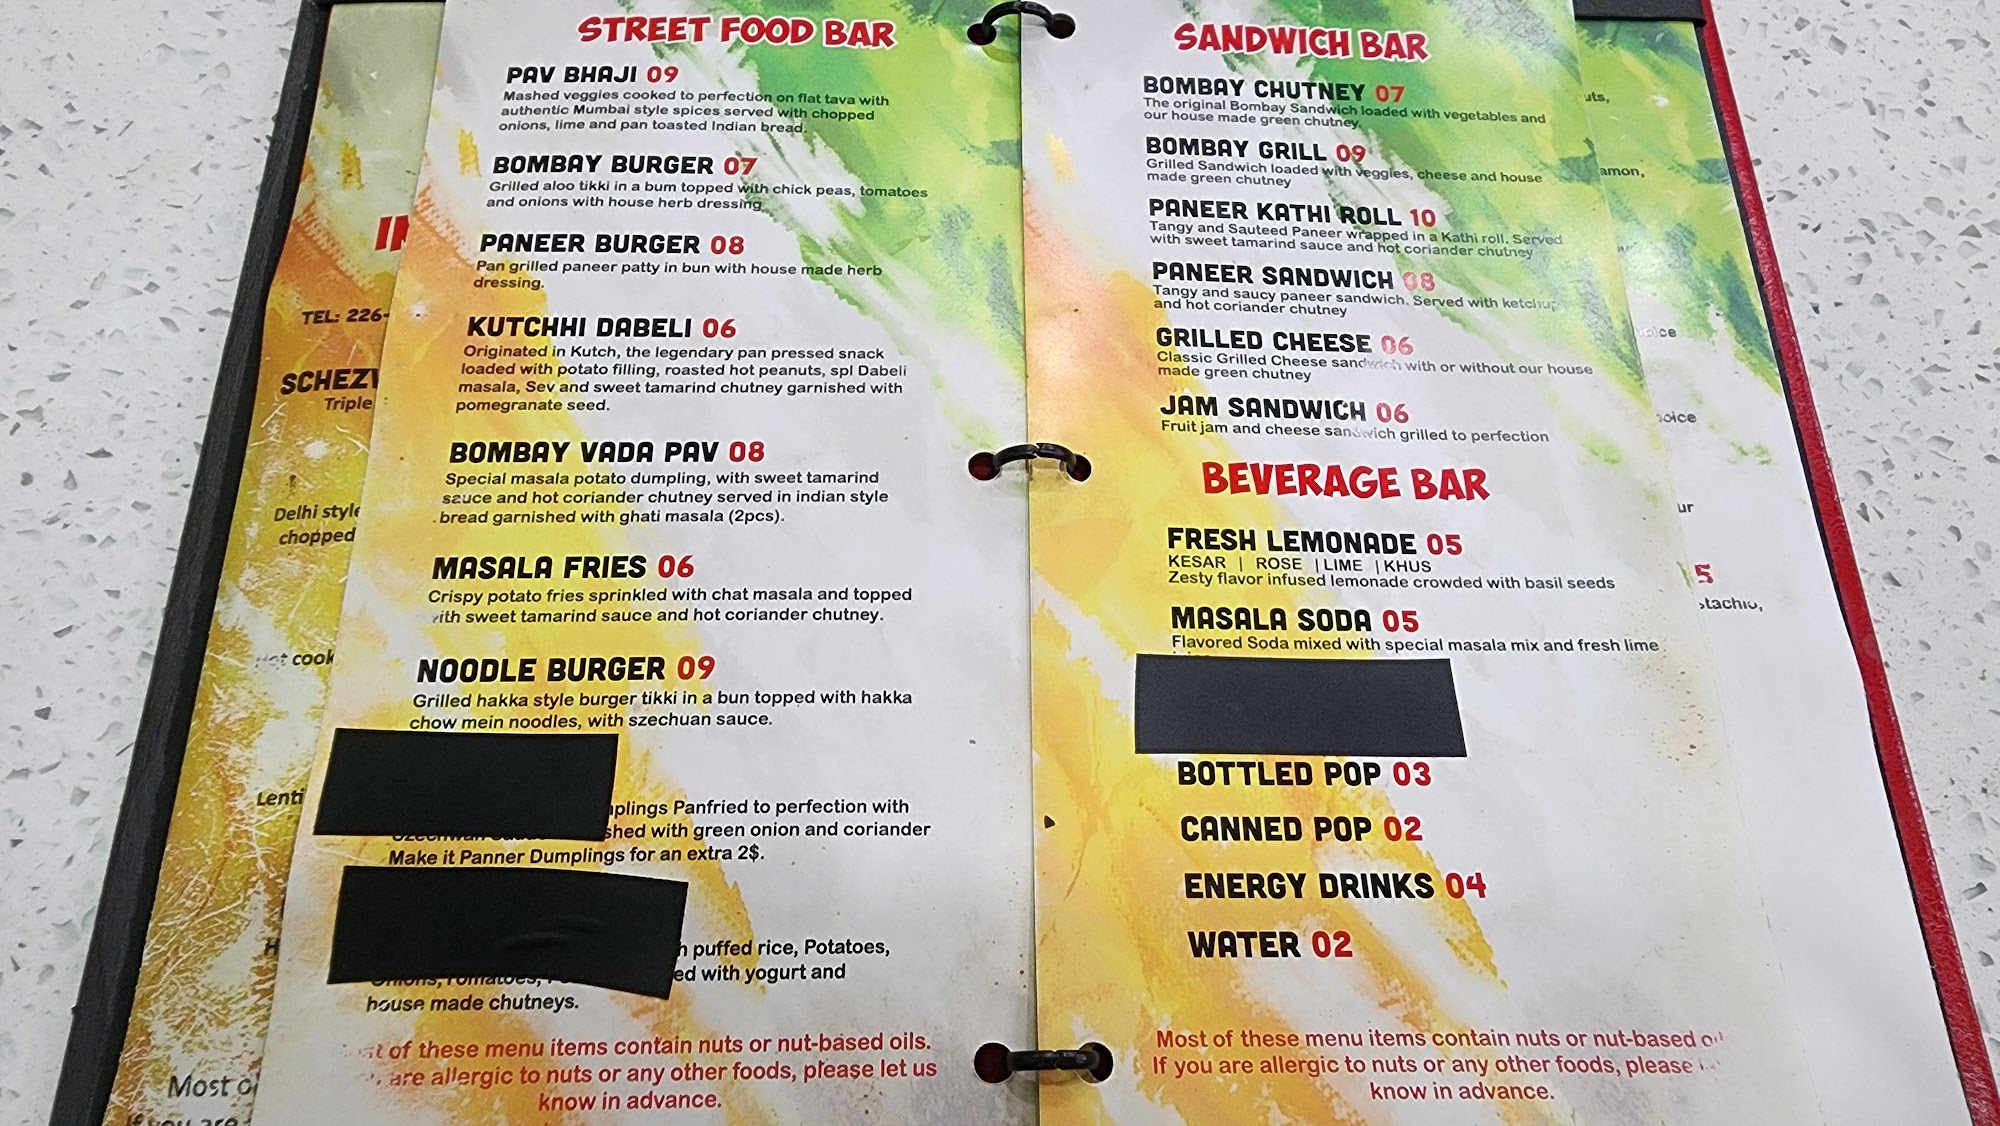 STREET FOOD BAR
PAV BHAJI 09
Mashed veggies cooked to perfection on flat tava with
authentic Mumbai style spices served with chopped
onions, lime and pan toasted Indian bread.
BOMBAY BURGER 07
Grilled aloo tikki in a bum topped with chick peas, tomatoes
and onions with house herb dressing
PANEER BURGER 08
Pan grilled paneer patty in bun with house made herb
dressing.
KUTCHHI DABELI 06
Originated in Kutch, the legendary pan pressed snack
loaded with potato filling, roasted hot peanuts, spl Dabeli
masala, Sev and sweet tamarind chutney garnished with
pomegranate seed.
BOMBAY VADA PAV 08
Special masala potato dumpling, with sweet tamarind
sauce and hot coriander chutney served in indian style
bread garnished with ghati masala (2pcs).
MASALA FRIES 06
Crispy potato fries sprinkled with chat masala and topped
with sweet tamarind sauce and hot coriander chutney.
NOODLE BURGER 09
Grilled hakka style burger tikki in a bun topped with hakka
chow mein noodles, with szechuan sauce.
Panfried to perfection with
with green onion and coriander
Make it Panner Dumplings for an extra 2$.
puffed rice, Potatoes,
with yogurt and
house made chutneys.
of these menu items contain nuts or nut-based oils.
are allergic to nuts or any other foods, please let us
know in advance.
SANDWICH BAR
BOMBAY CHUTNEY 07
The original Bombay Sandwich loaded with vegetables and
our house made green chutney.
BOMBAY GRILL 09
Grilled Sandwich loaded with veggies, cheese and house
made green chutney
PANEER KATHI ROLL 10
Tangy and Sauteed Paneer wrapped in a Kathi roll. Served
with sweet tamarind sauce and hot coriander chutney
PANEER SANDWICH 08
Tangy and saucy paneer sandwich. Served with ketchup
and hot coriander chutney
GRILLED CHEESE 06
Classic Grilled Cheese sandwich with or without our house
made green chutney
JAM SANDWICH 06
Fruit jam and cheese sandwich grilled to perfection
BEVERAGE BAR
FRESH LEMONADE 05
KESAR | ROSE | LIME | KHUS
Zesty flavor infused lemonade crowded with basil seeds
MASALA SODA 05
Flavored Soda mixed with special masala mix and fresh lime
BOTTLED POP 03
CANNED POP 02
ENERGY DRINKS 04
WATER 02
Most of these menu items contain nuts or nut-based
If you are allergic to nuts or any other foods, please
know in advance.
TEL: 226-
Triple
Delhi style
chopped
Most